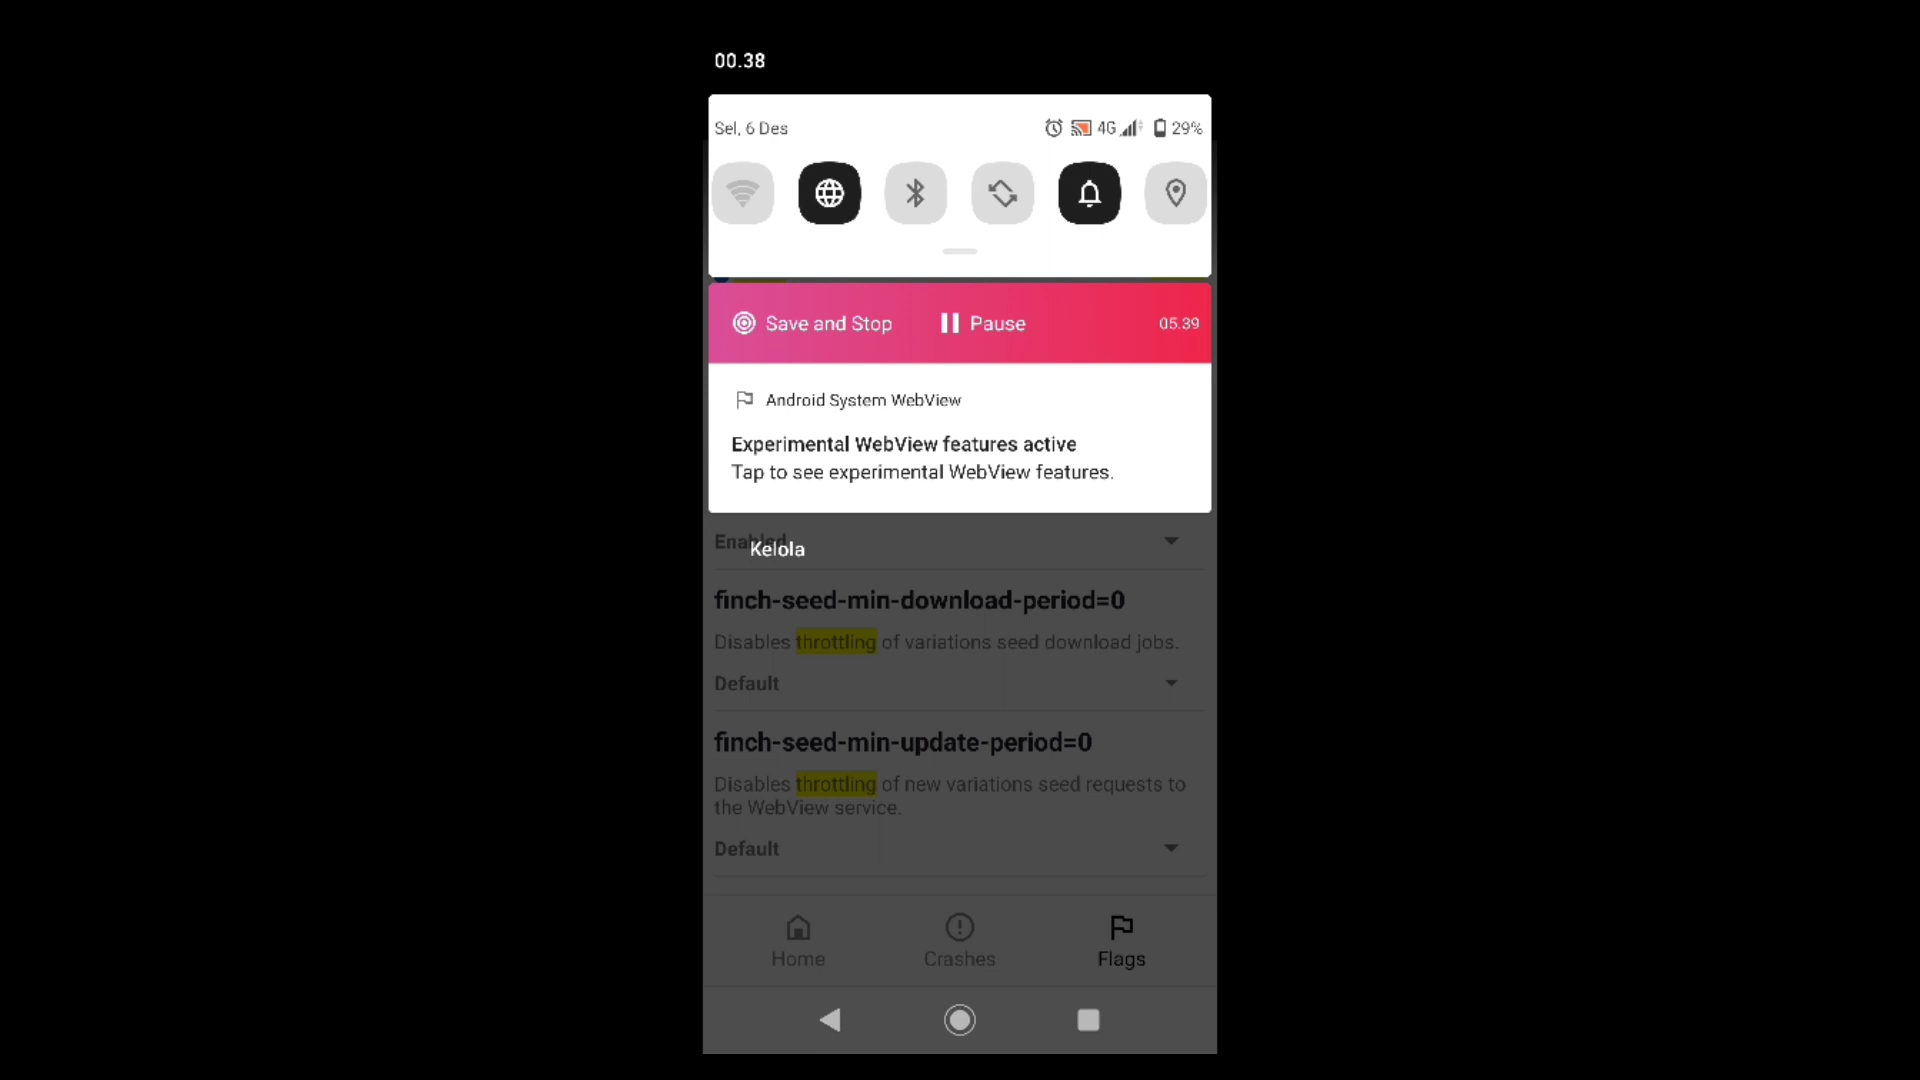 00.38
Sel, 6 Des 4G 29%
Save and Stop Pause 05.39
Android System WebView
Experimental WebView features active
Tap to see experimental WebView features.
Enabled
Kelola
finch-seed-min-download-period=0
Disables throttling of variations seed download jobs.
Default
finch-seed-min-update-period=0
Disables throttling of new variations seed requests to
the WebView service.
Default
Home Crashes Flags